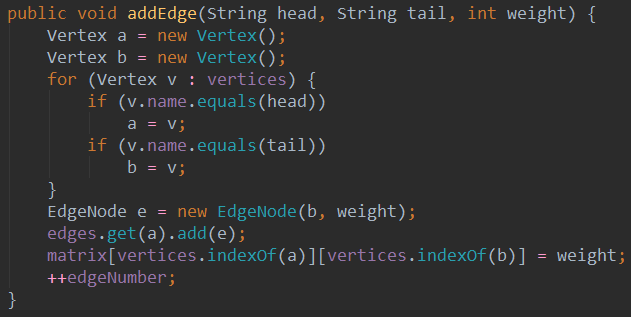 public void addEdge(String head, String tail, int weight) {
    Vertex a = new Vertex();
    Vertex b = new Vertex();
    for (Vertex v : vertices) {
        if (v.name.equals(head))
            a = v;
        if (v.name.equals(tail))
            b = v;
    }
    EdgeNode e = new EdgeNode(b, weight);
    edges.get(a).add(e);
    matrix[vertices.indexOf(a)][vertices.indexOf(b)] = weight;
    ++edgeNumber;
}